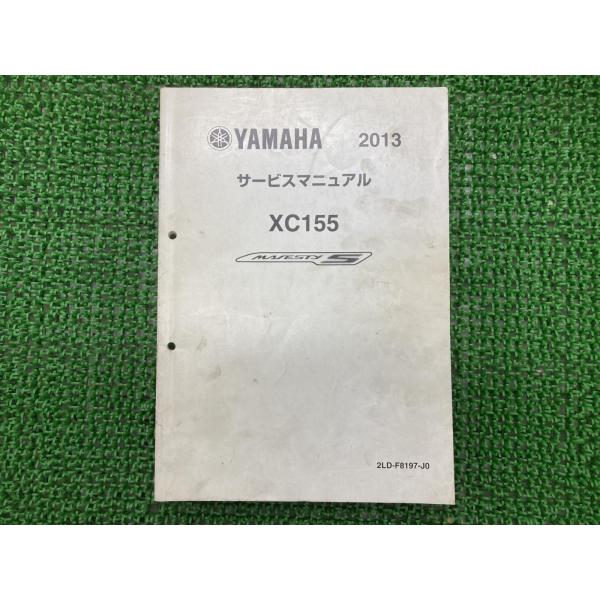 YAMAHA 2013
サービスマニュアル
XC155
MAJESTY S
2LD-F8197-J0